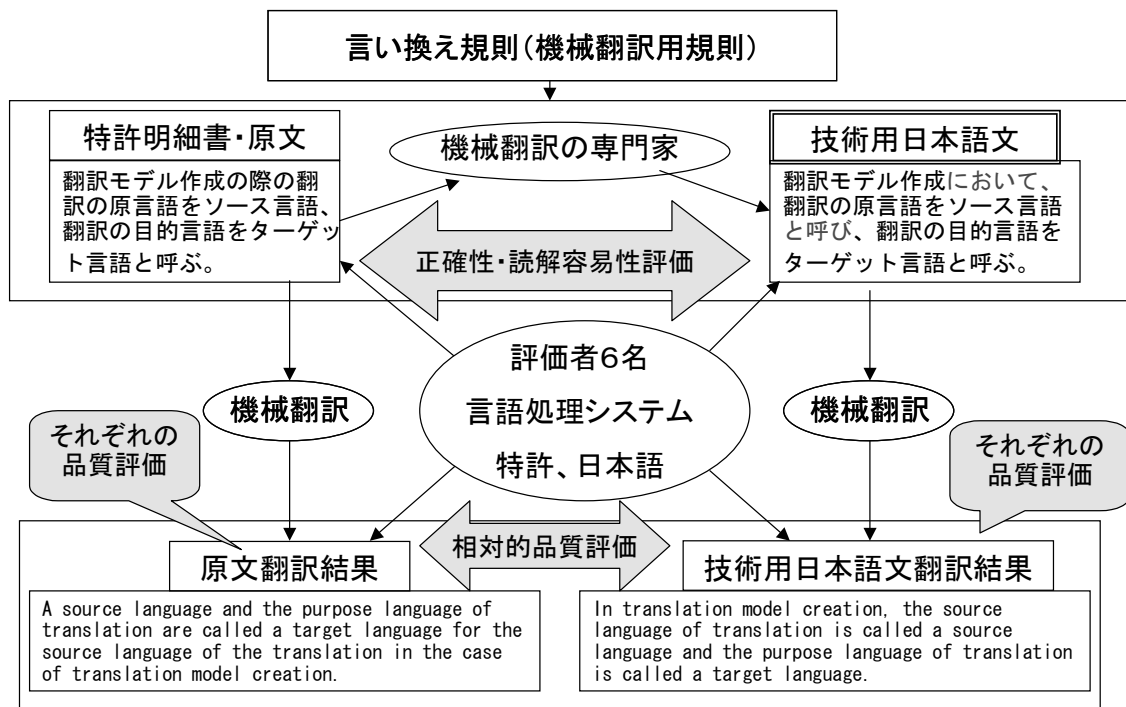 言い換え規則（機械翻訳用規則）
特許明細書・原文
翻訳モデル作成の際の翻
訳の原言語をソース言語、
翻訳の目的言語をターゲッ
ト言語と呼ぶ。
機械翻訳の専門家
技術用日本語文
翻訳モデル作成において、
翻訳の原言語をソース言語
と呼び、翻訳の目的言語を
ターゲット言語と呼ぶ。
正確性・読解容易性評価
評価者６名
言語処理システム
特許、日本語
機械翻訳
機械翻訳
それぞれの
品質評価
それぞれの
品質評価
相対的品質評価
原文翻訳結果
A source language and the purpose language of
translation are called a target language for the
source language of the translation in the case
of translation model creation.
技術用日本語文翻訳結果
In translation model creation, the source
language of translation is called a source
language and the purpose language of translation
is called a target language.